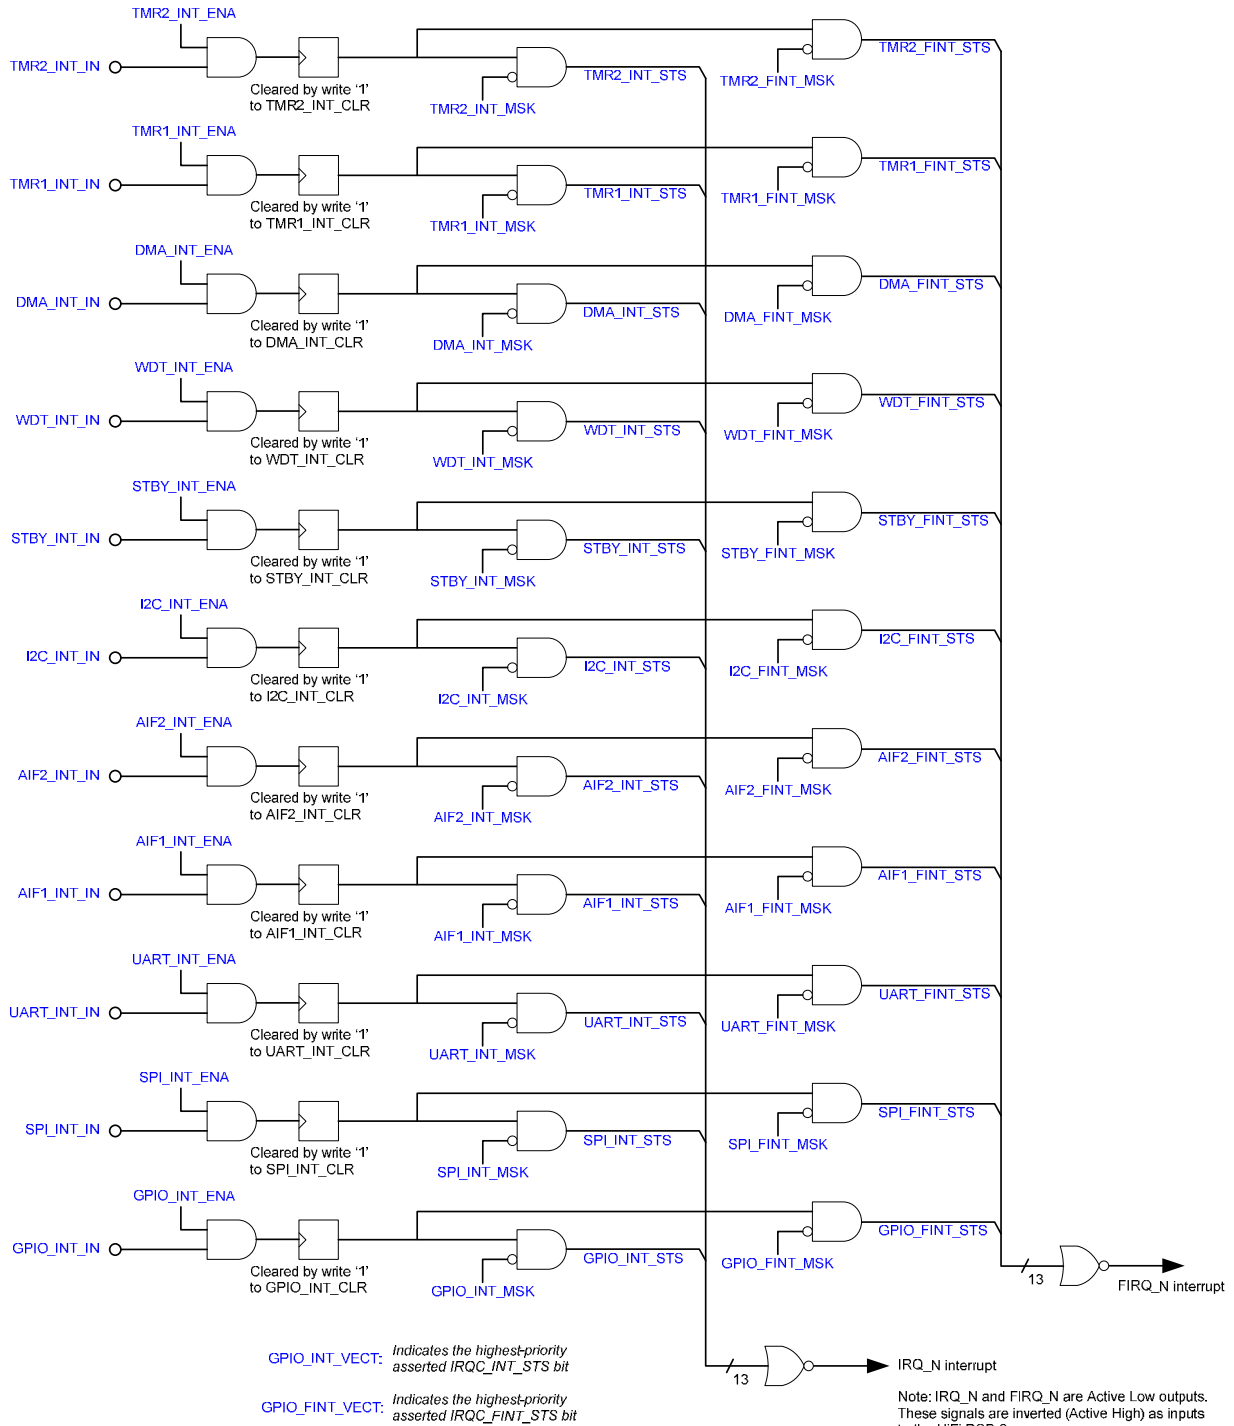 TMR2_INT_ENA
TMR2_INT_IN
Cleared by write ‘1’
to TMR2_INT_CLR
TMR2_INT_MSK
TMR2_INT_STS
TMR2_FINT_MSK
TMR2_FINT_STS
TMR1_INT_ENA
TMR1_INT_IN
Cleared by write ‘1’
to TMR1_INT_CLR
TMR1_INT_MSK
TMR1_INT_STS
TMR1_FINT_MSK
TMR1_FINT_STS
DMA_INT_ENA
DMA_INT_IN
Cleared by write ‘1’
to DMA_INT_CLR
DMA_INT_MSK
DMA_INT_STS
DMA_FINT_MSK
DMA_FINT_STS
WDT_INT_ENA
WDT_INT_IN
Cleared by write ‘1’
to WDT_INT_CLR
WDT_INT_MSK
WDT_INT_STS
WDT_FINT_MSK
WDT_FINT_STS
STBY_INT_ENA
STBY_INT_IN
Cleared by write ‘1’
to STBY_INT_CLR
STBY_INT_MSK
STBY_INT_STS
STBY_FINT_MSK
STBY_FINT_STS
I2C_INT_ENA
I2C_INT_IN
Cleared by write ‘1’
to I2C_INT_CLR
I2C_INT_MSK
I2C_INT_STS
I2C_FINT_MSK
I2C_FINT_STS
AIF2_INT_ENA
AIF2_INT_IN
Cleared by write ‘1’
to AIF2_INT_CLR
AIF2_INT_MSK
AIF2_INT_STS
AIF2_FINT_MSK
AIF2_FINT_STS
AIF1_INT_ENA
AIF1_INT_IN
Cleared by write ‘1’
to AIF1_INT_CLR
AIF1_INT_MSK
AIF1_INT_STS
AIF1_FINT_MSK
AIF1_FINT_STS
UART_INT_ENA
UART_INT_IN
Cleared by write ‘1’
to UART_INT_CLR
UART_INT_MSK
UART_INT_STS
UART_FINT_MSK
UART_FINT_STS
SPI_INT_ENA
SPI_INT_IN
Cleared by write ‘1’
to SPI_INT_CLR
SPI_INT_MSK
SPI_INT_STS
SPI_FINT_MSK
SPI_FINT_STS
GPIO_INT_ENA
GPIO_INT_IN
Cleared by write ‘1’
to GPIO_INT_CLR
GPIO_INT_MSK
GPIO_INT_STS
GPIO_FINT_MSK
GPIO_FINT_STS
13
FIRQ_N interrupt
GPIO_INT_VECT: Indicates the highest-priority
asserted IRQC_INT_STS bit
13
IRQ_N interrupt
GPIO_FINT_VECT: Indicates the highest-priority
asserted IRQC_FINT_STS bit
Note: IRQ_N and FIRQ_N are Active Low outputs.
These signals are inverted (Active High) as inputs